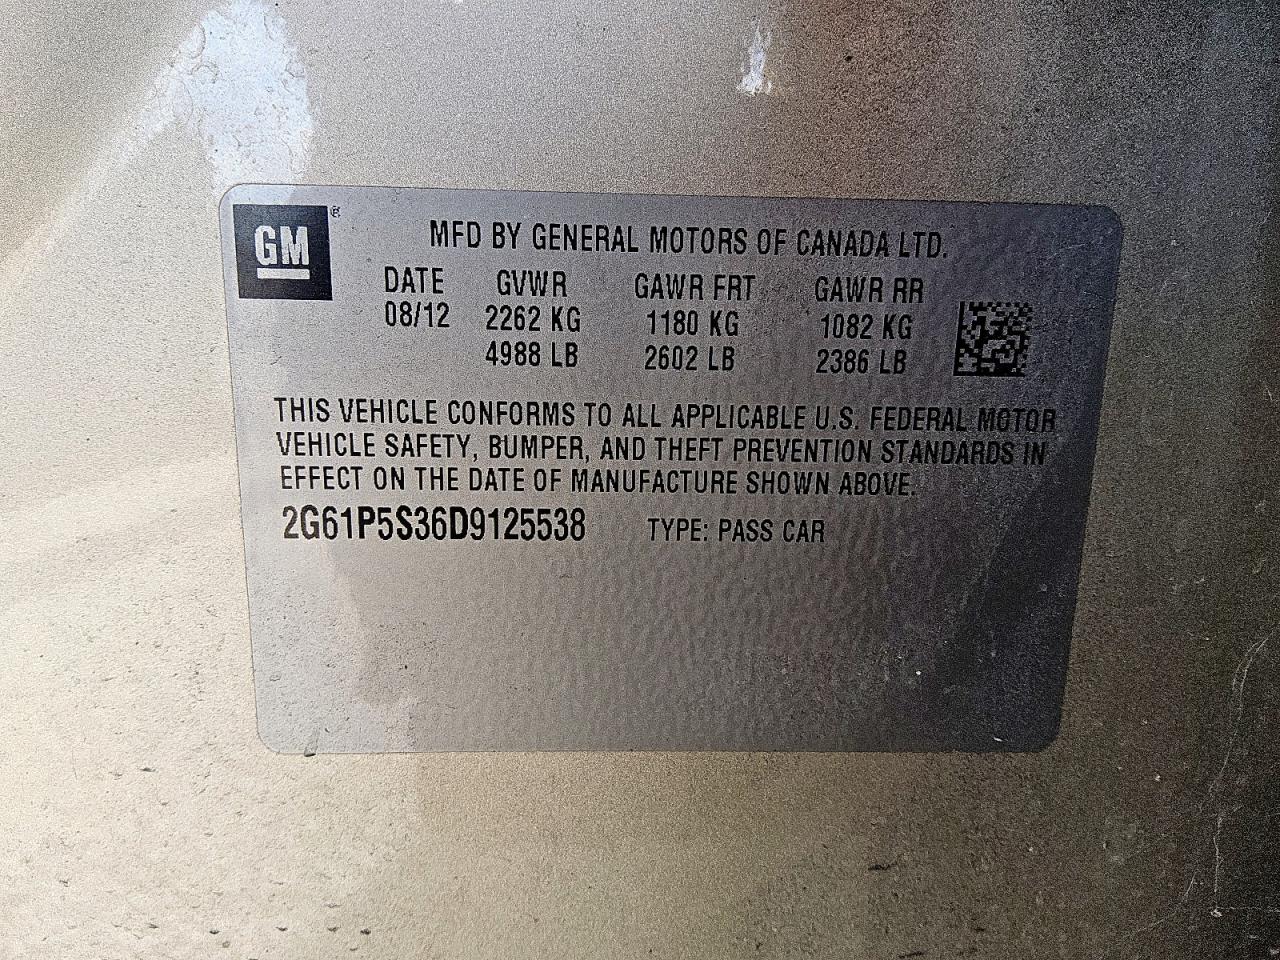 GM ®
MFD BY GENERAL MOTORS OF CANADA LTD.
DATE GVWR GAWR FRT GAWR RR
08/12 2262 KG 1180 KG 1082 KG
4988 LB 2602 LB 2386 LB
THIS VEHICLE CONFORMS TO ALL APPLICABLE U.S. FEDERAL MOTOR
VEHICLE SAFETY, BUMPER, AND THEFT PREVENTION STANDARDS IN
EFFECT ON THE DATE OF MANUFACTURE SHOWN ABOVE.
2G61P5S36D9125538 TYPE: PASS CAR